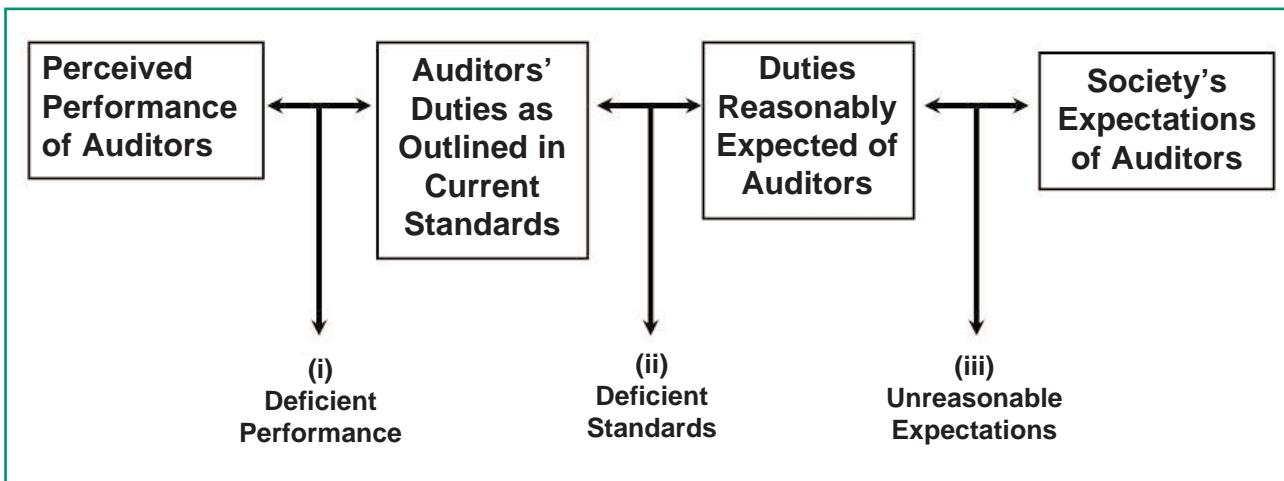 Perceived
Performance
of Auditors
Auditors'
Duties as
Outlined in
Current
Standards
Duties
Reasonably
Expected of
Auditors
Society's
Expectations
of Auditors
(i)
Deficient
Performance
(ii)
Deficient
Standards
(iii)
Unreasonable
Expectations